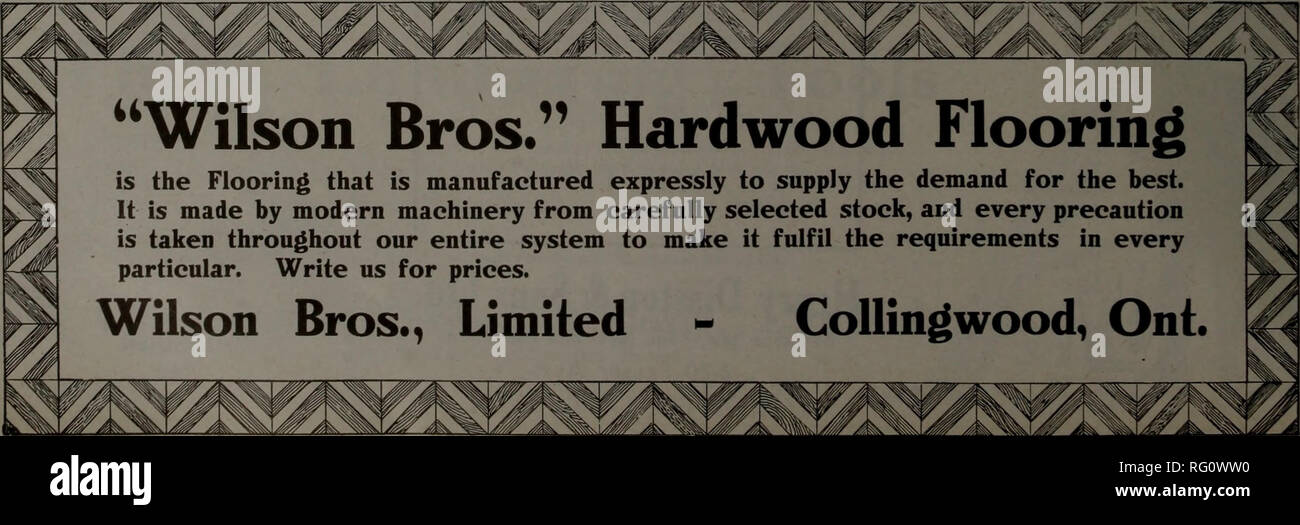 "Wilson Bros." Hardwood Flooring
is the Flooring that is manufactured expressly to supply the demand for the best.
It is made by modern machinery from carefully selected stock, and every precaution
is taken throughout our entire system to make it fulfil the requirements in every
particular. Write us for prices.
Wilson Bros., Limited - Collingwood, Ont.
alamy
Image ID: RG0WW0
www.alamy.com